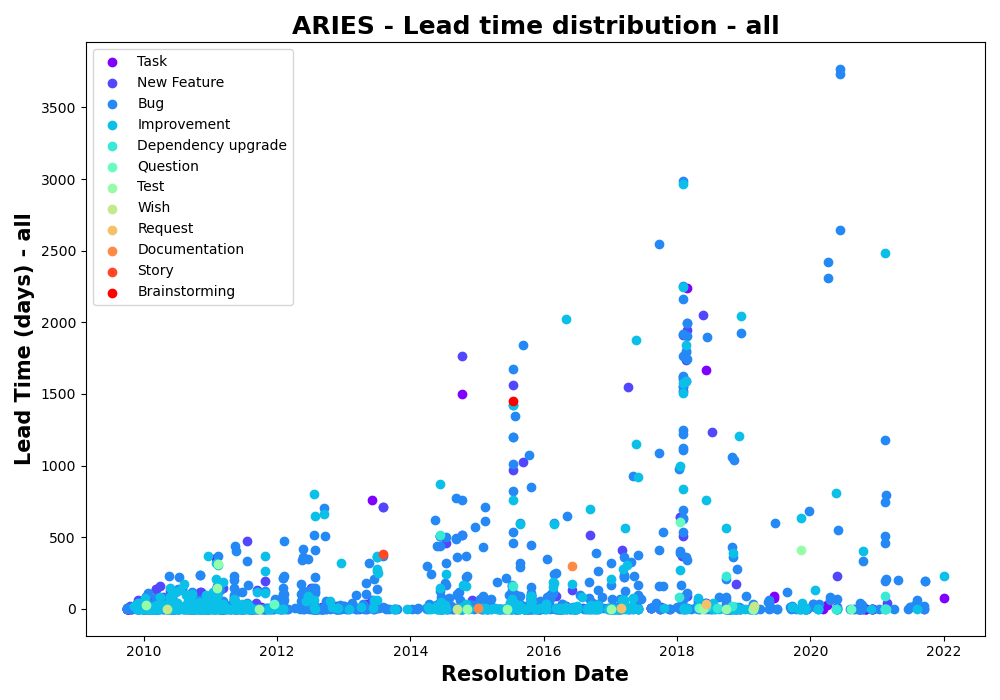 ARIES - Lead time distribution - all
Task
New Feature
Bug
Improvement
Dependency upgrade
Question
Test
Wish
Request
Documentation
Story
Brainstorming
Lead Time (days) - all
3500
3000
2500
2000
1500
1000
500
0
2010 2012 2014 2016 2018 2020 2022
Resolution Date